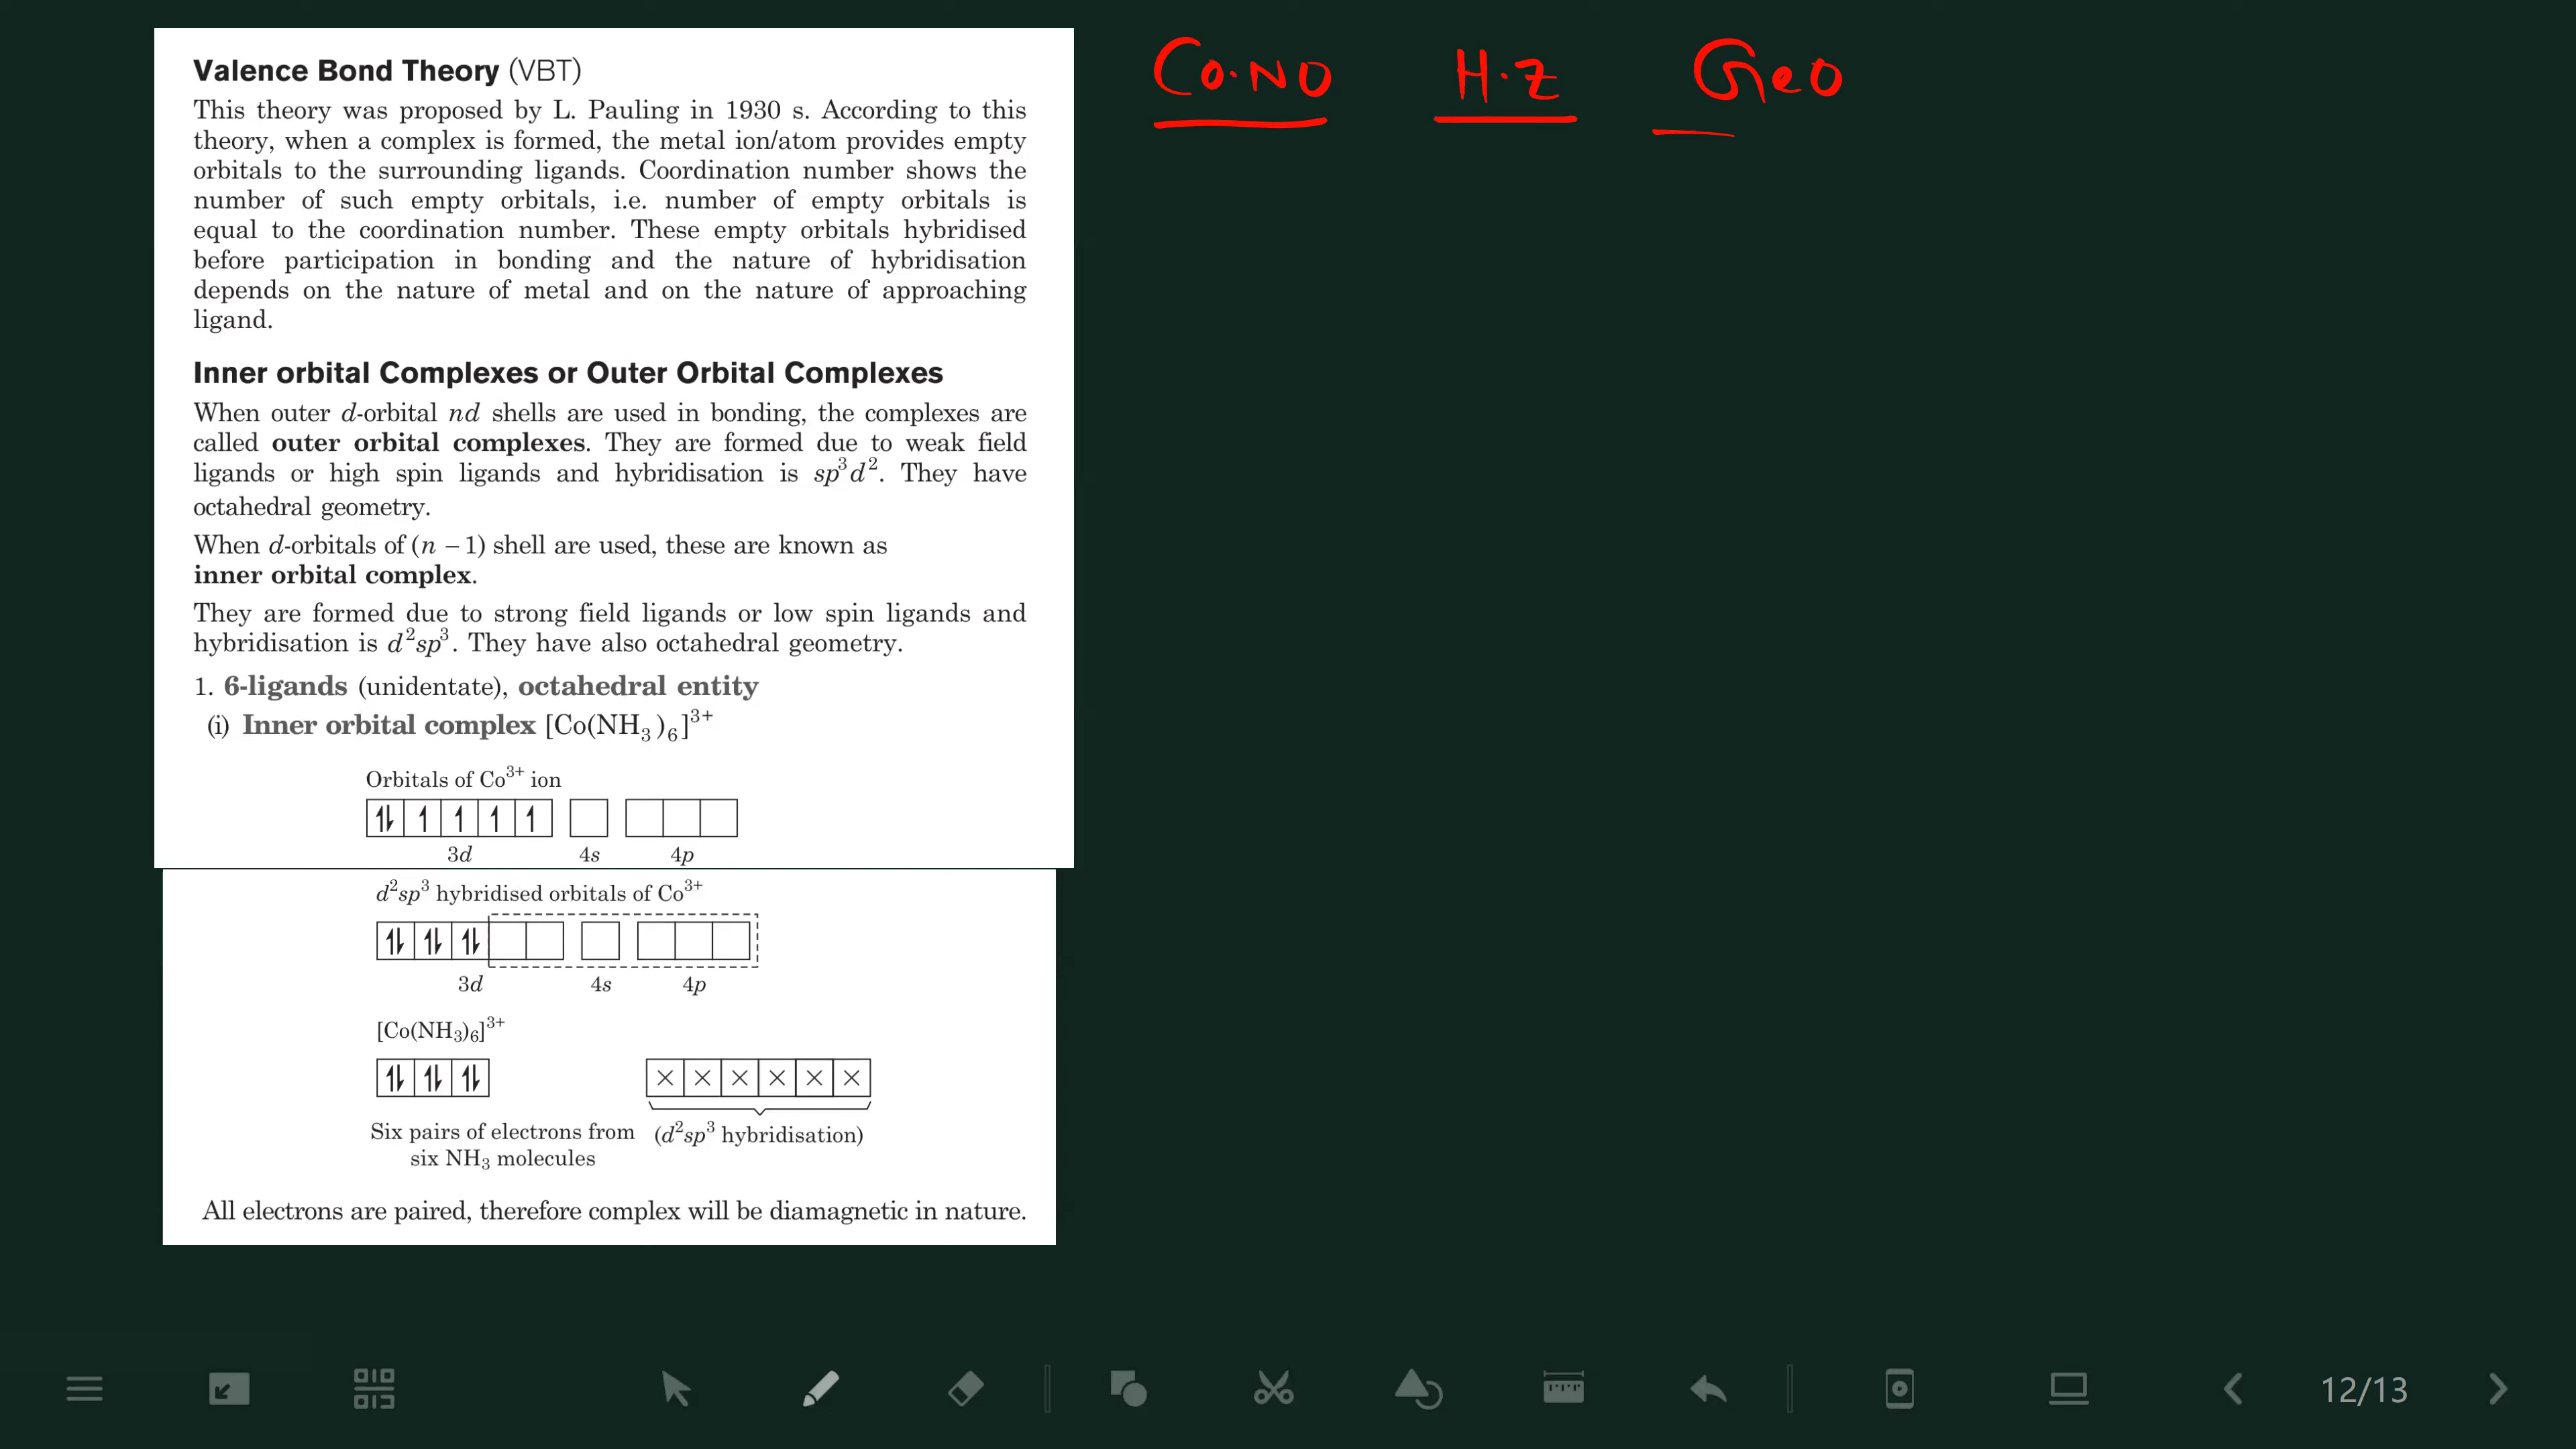 Valence Bond Theory (VBT)
This theory was proposed by L. Pauling in 1930 s. According to this
theory, when a complex is formed, the metal ion/atom provides empty
orbitals to the surrounding ligands. Coordination number shows the
number of such empty orbitals, i.e. number of empty orbitals is
equal to the coordination number. These empty orbitals hybridised
before participation in bonding and the nature of hybridisation
depends on the nature of metal and on the nature of approaching
ligand.
Inner orbital Complexes or Outer Orbital Complexes
When outer d-orbital nd shells are used in bonding, the complexes are
called outer orbital complexes. They are formed due to weak field
ligands or high spin ligands and hybridisation is sp³d². They have
octahedral geometry.
When d-orbitals of (n − 1) shell are used, these are known as
inner orbital complex.
They are formed due to strong field ligands or low spin ligands and
hybridisation is d²sp³. They have also octahedral geometry.
1. 6-ligands (unidentate), octahedral entity
(i) Inner orbital complex [Co(NH₃)₆]³⁺
Orbitals of Co³⁺ ion
⥮ ↿ ↿ ↿ ↿
3d 4s 4p
d²sp³ hybridised orbitals of Co³⁺
⥮ ⥮ ⥮
3d 4s 4p
[Co(NH₃)₆]³⁺
⥮ ⥮ ⥮ × × × × × ×
Six pairs of electrons from (d²sp³ hybridisation)
six NH₃ molecules
All electrons are paired, therefore complex will be diamagnetic in nature.
Co.NO H.Z GeO
12/13